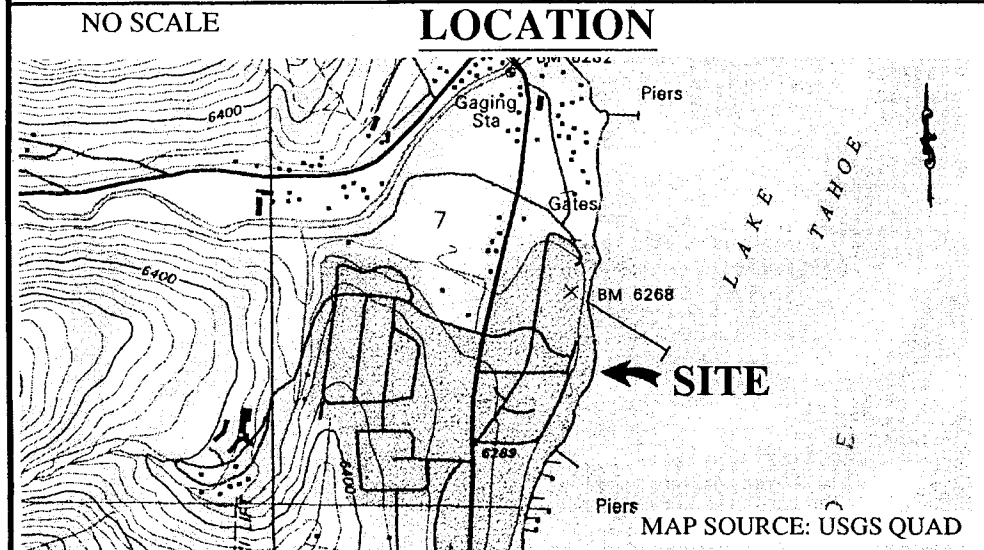 NO SCALE
LOCATION
Gaging
Sta
Piers
6400
LAKE
TAHOE
Gates
7
6400
BM 6268
SITE
6289
6400
Piers
MAP SOURCE: USGS QUAD